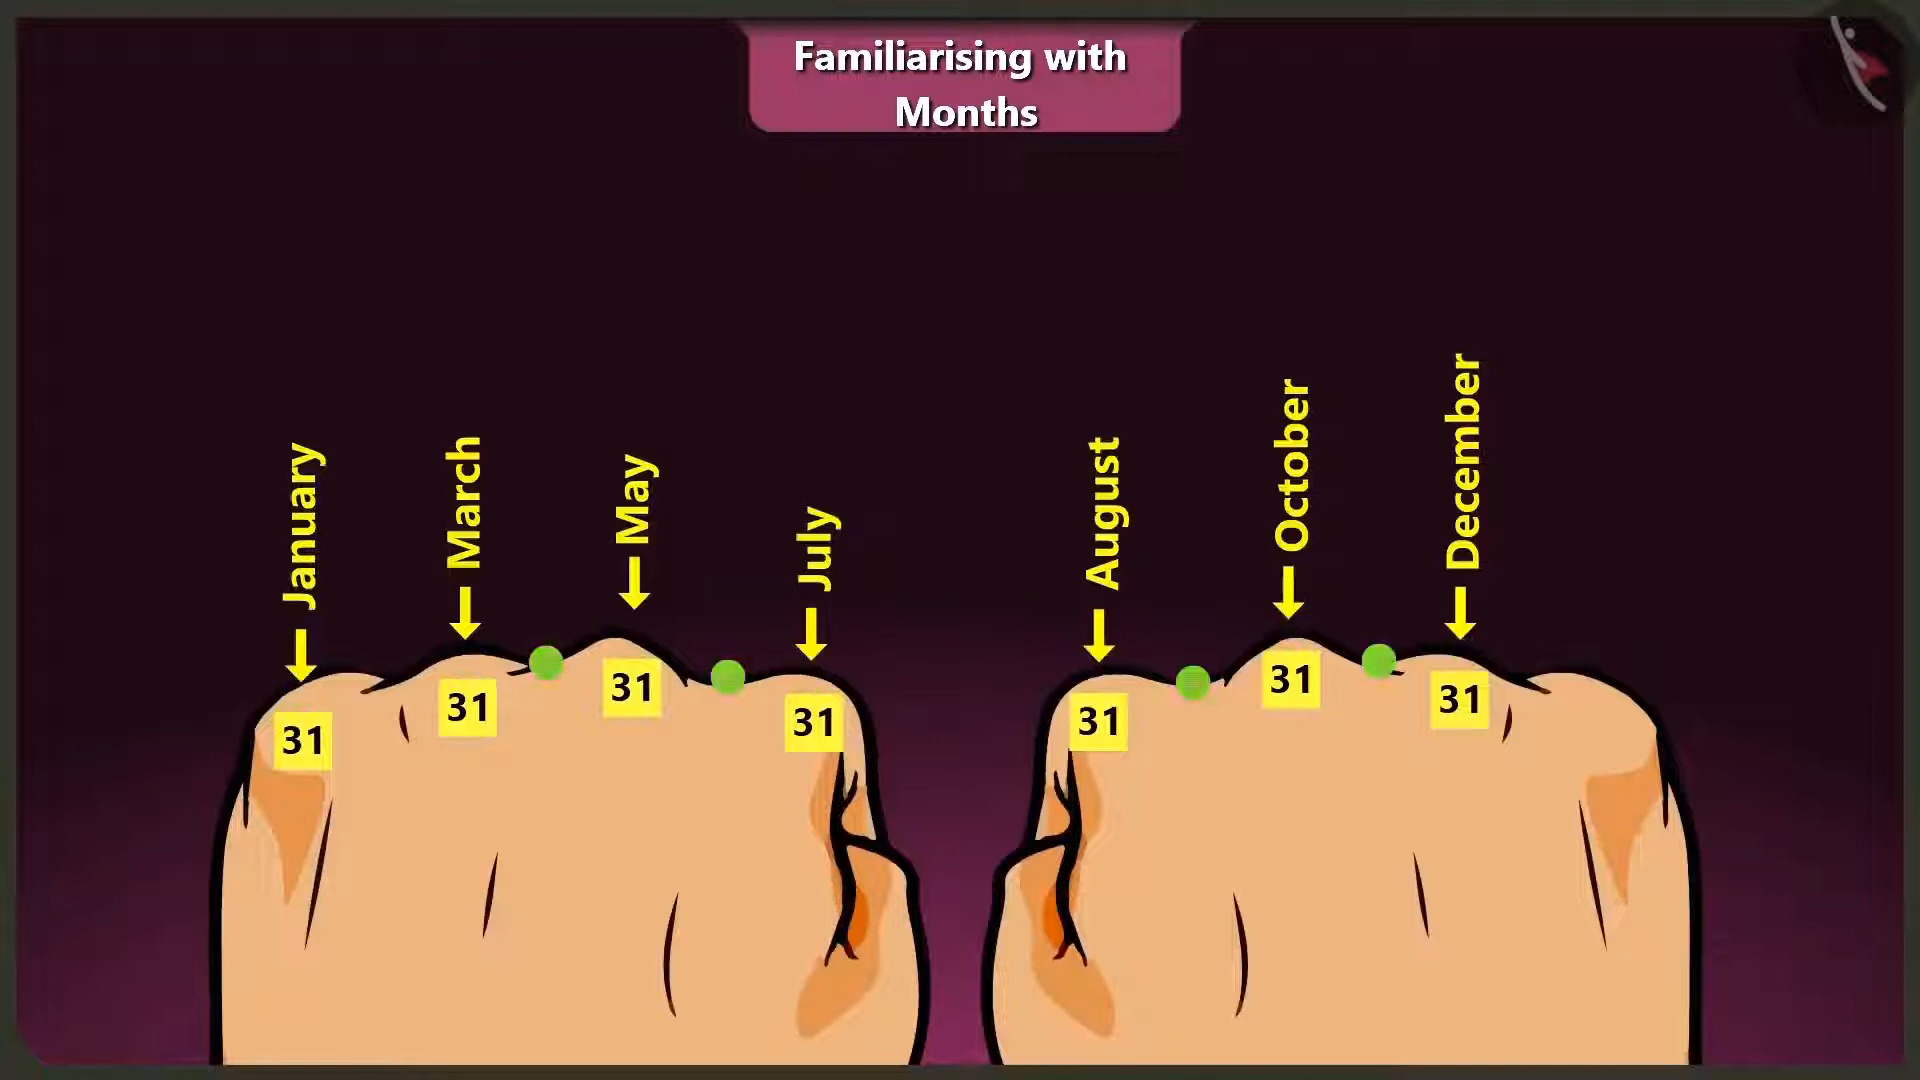 Familiarising with
Months
January
March
May
July
August
October
December
31
31
31
31
31
31
31